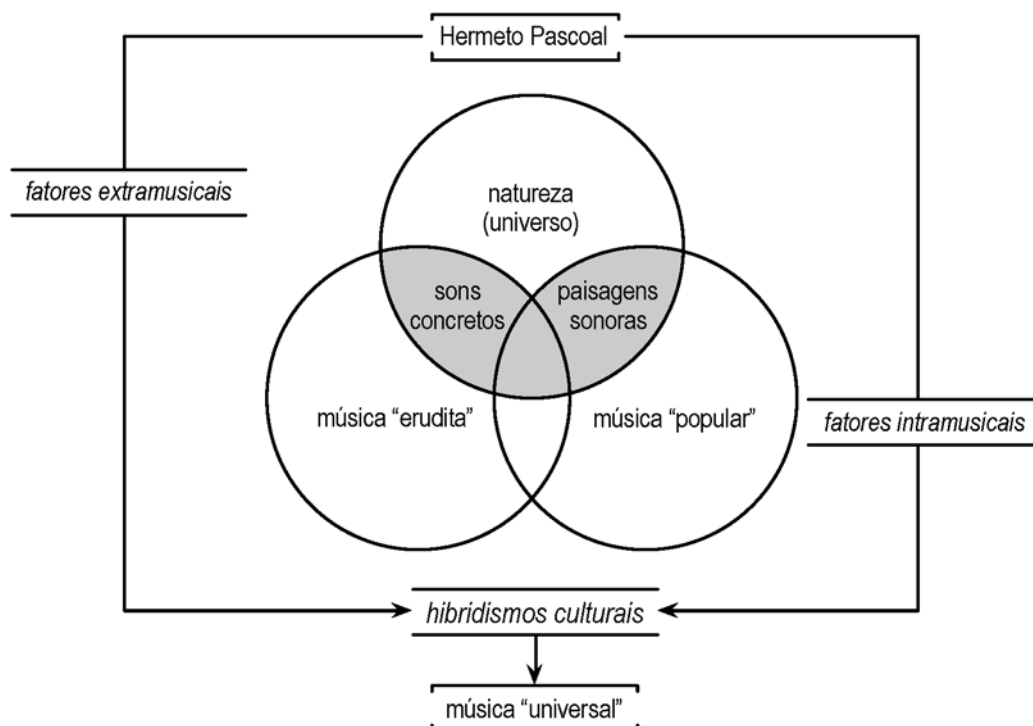 Hermeto Pascoal
fatores extramusicais
natureza
(universo)
sons
concretos
paisagens
sonoras
música “erudita”
música “popular”
fatores intramusicais
hibridismos culturais
música “universal”